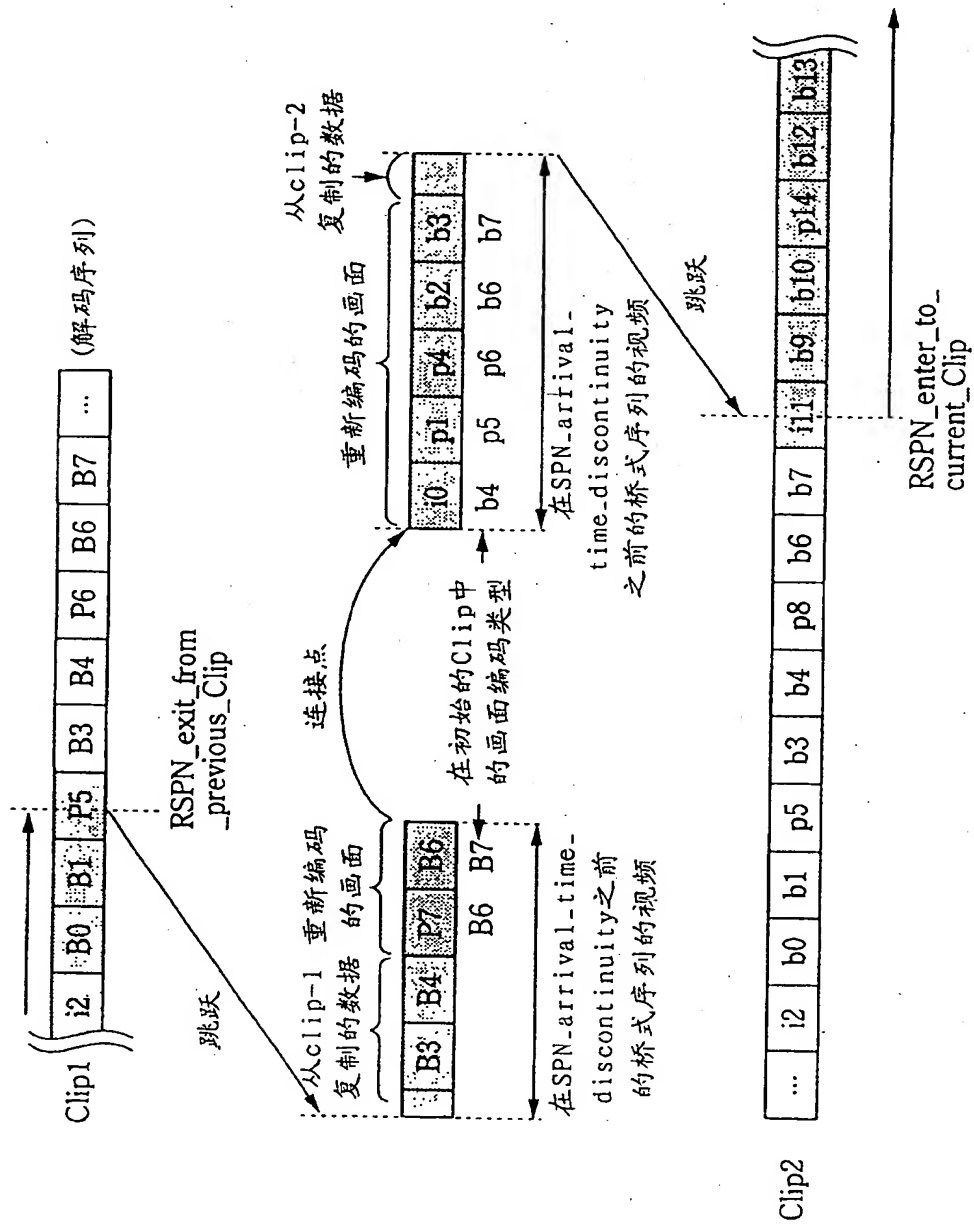 Clip1
i2 B0 B1 P5 B3 B4 P6 B6 B7 ...
(解码序列)
跳跃
RSPN_exit_from
_previous_Clip
从clip-1
复制的数据
重新编码
的画面
连接点
重新编码的画面
从clip-2
复制的数据
B3 B4 P7 B6
B6 B7
i0 p1 p4 b2 b3
b4 p5 p6 b6 b7
在初始的Clip中
的画面编码类型
在SPN_arrival_time_
discontinuity之前
的桥式序列的视频
在SPN_arrival_
time_discontinuity
之前的桥式序列的视频
跳跃
Clip2
... i2 b0 b1 p5 b3 b4 p8 b6 b7 i11 b9 b10 p14 b12 b13
RSPN_enter_to_
current_Clip